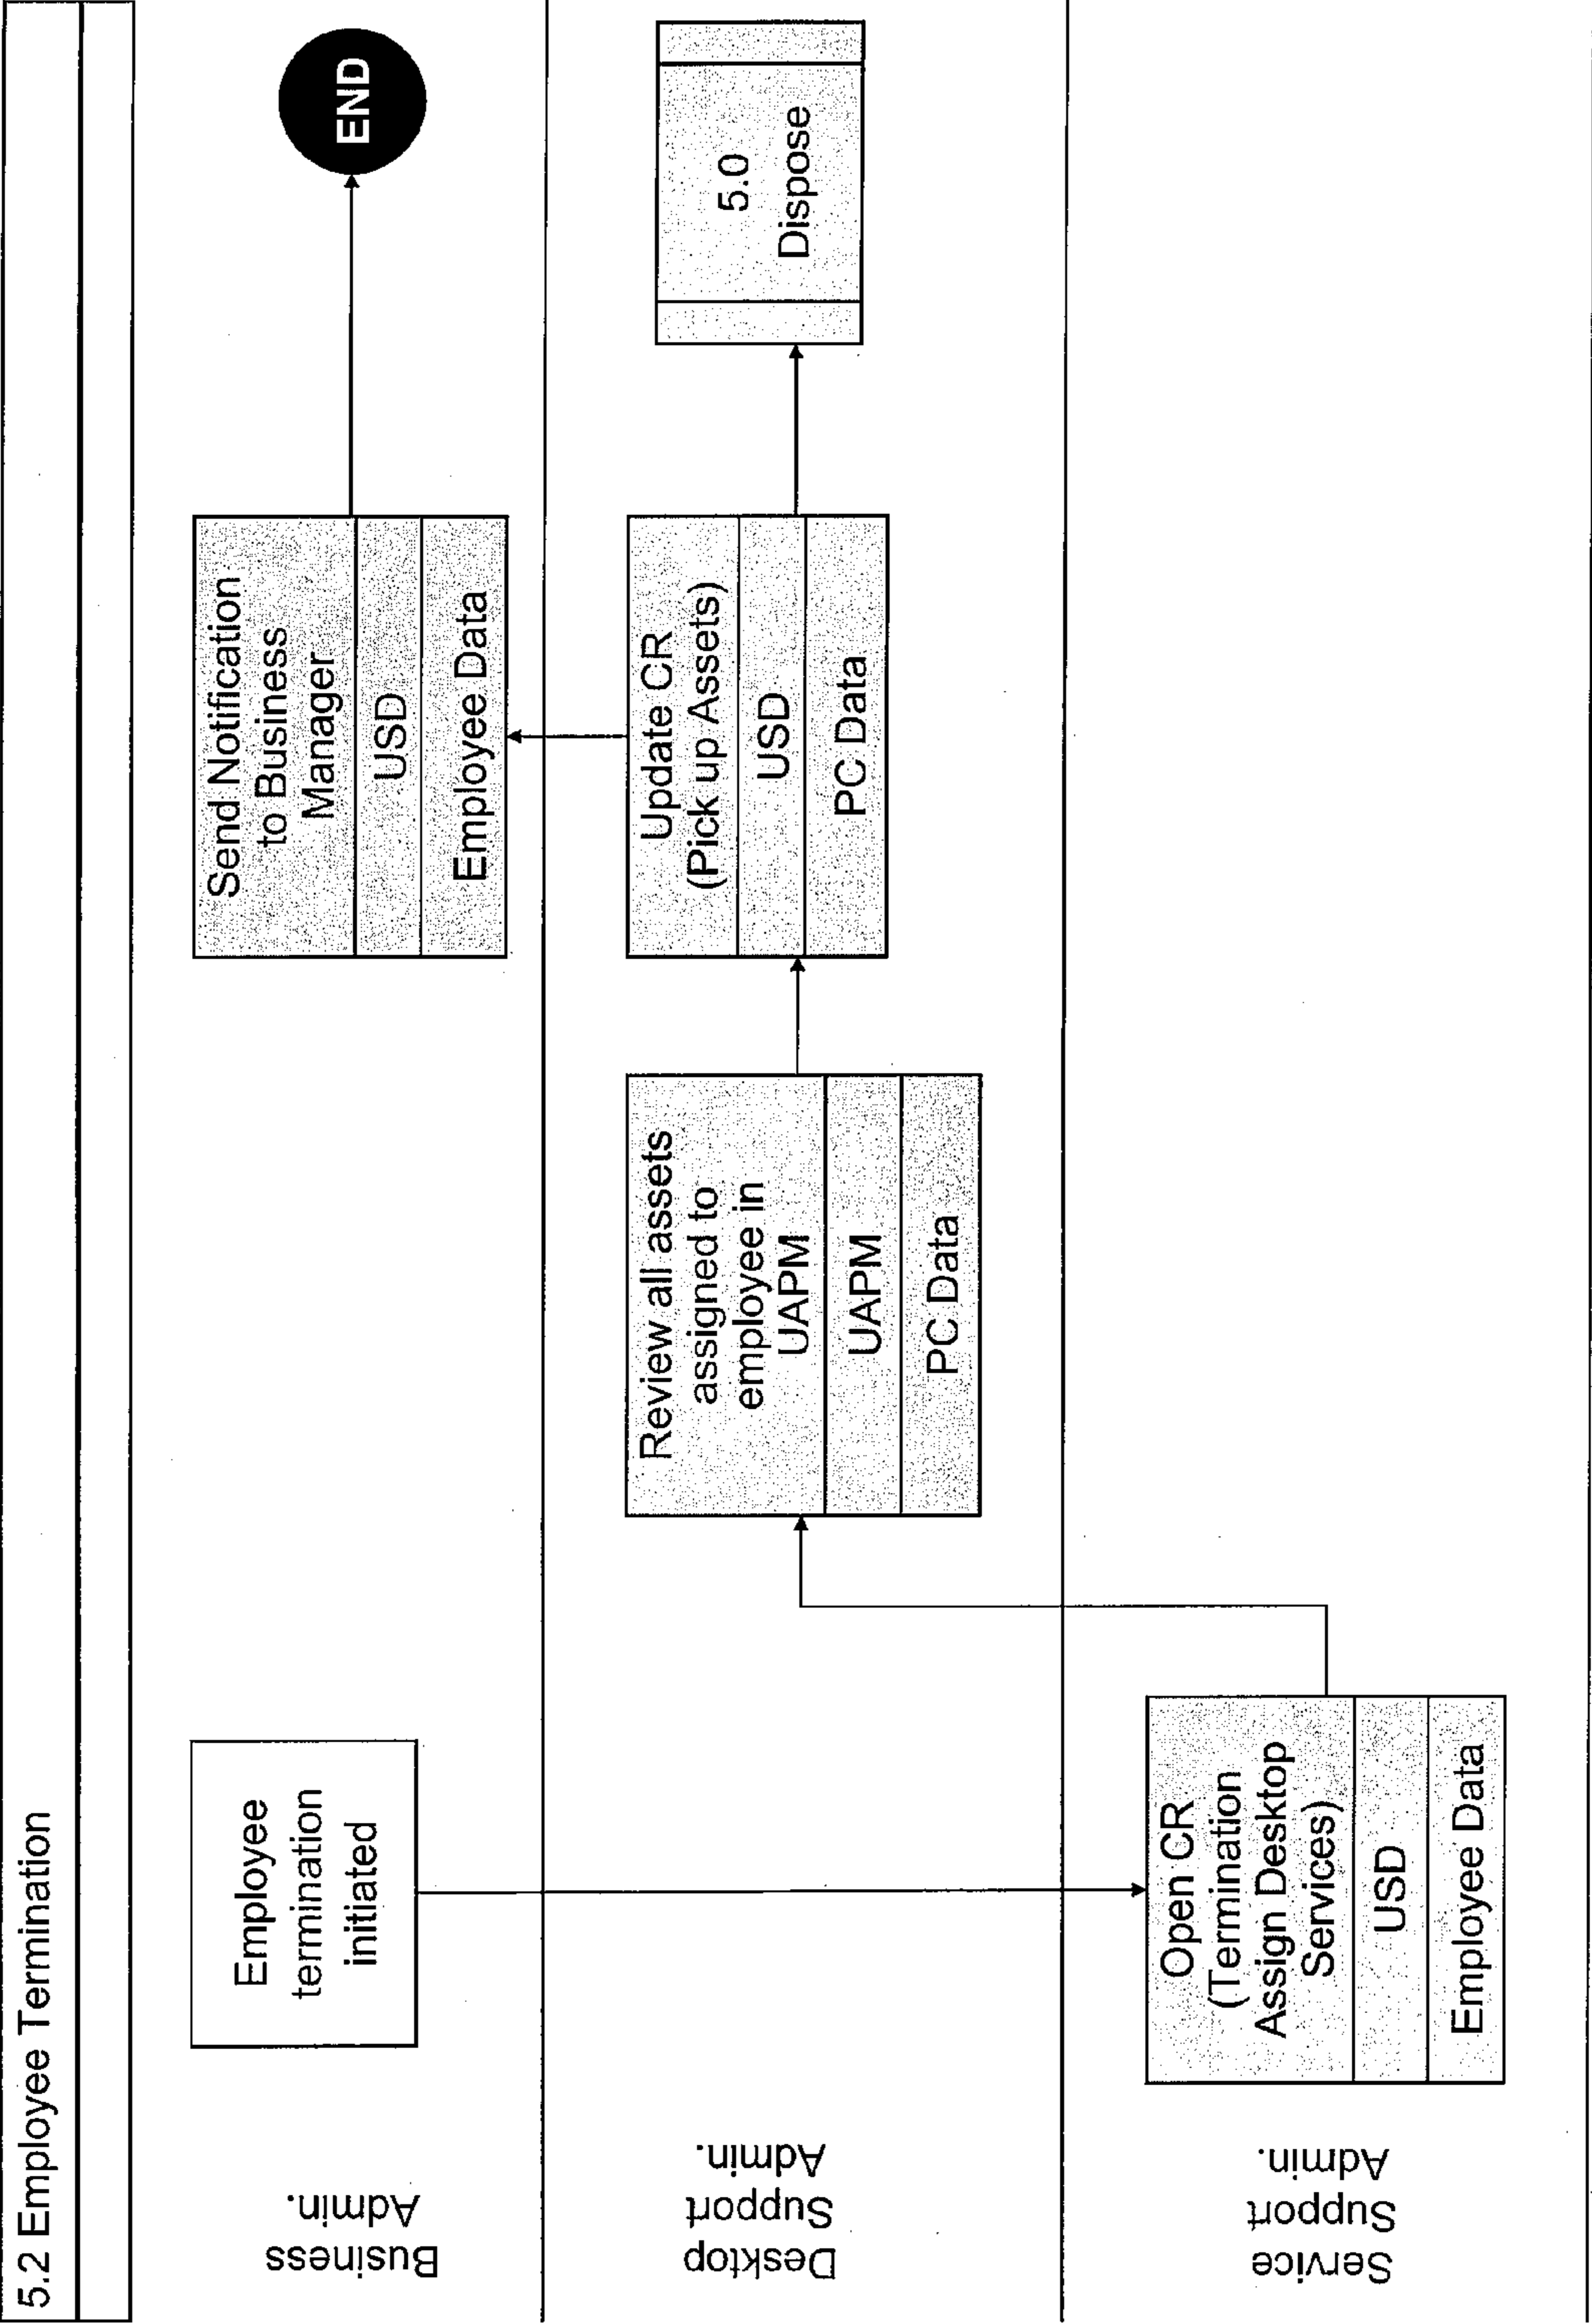 5.2 Employee Termination
Business
Admin.
Employee
termination
initiated
Send Notification
to Business
Manager
USD
Employee Data
END
Desktop
Support
Admin.
Review all assets
assigned to
employee in
UAPM
UAPM
PC Data
Update CR
(Pick up Assets)
USD
PC Data
5.0
Dispose
Service
Support
Admin.
Open CR
(Termination
Assign Desktop
Services)
USD
Employee Data